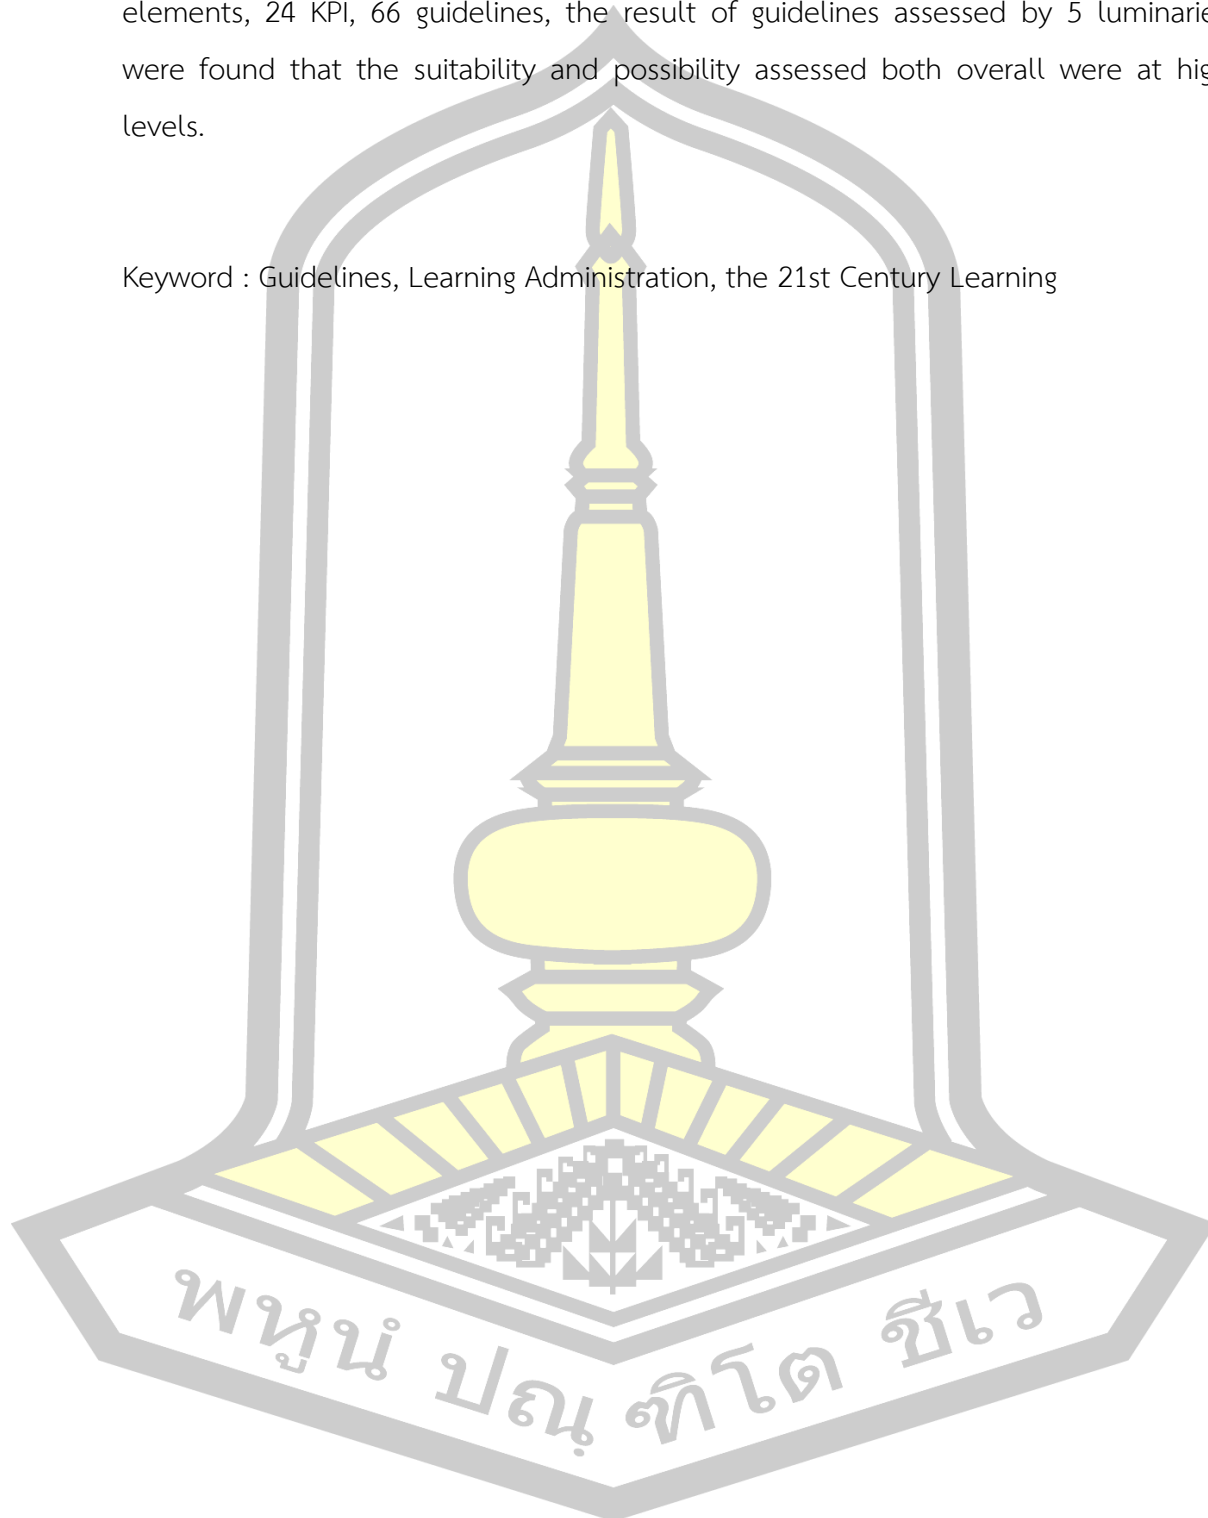 elements, 24 KPI, 66 guidelines, the result of guidelines assessed by 5 luminarie
were found that the suitability and possibility assessed both overall were at hig
levels.
Keyword : Guidelines, Learning Administration, the 21st Century Learning
พหูนํ ปณฺฑิโต ชีเว